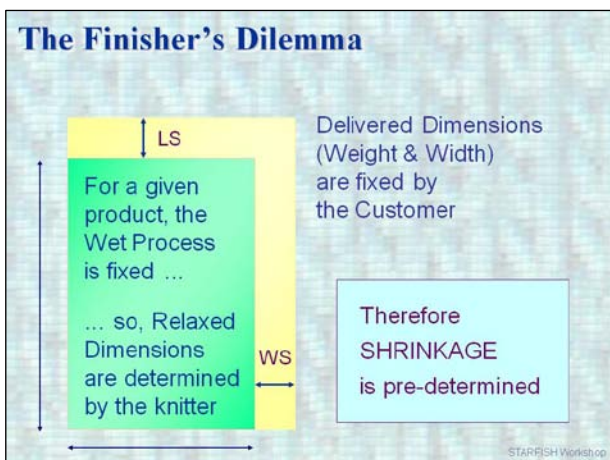 The Finisher's Dilemma
LS
For a given
product, the
Wet Process
is fixed ...
... so, Relaxed
Dimensions
are determined
by the knitter
WS
Delivered Dimensions
(Weight & Width)
are fixed by
the Customer
Therefore
SHRINKAGE
is pre-determined
STARFISH Workshop